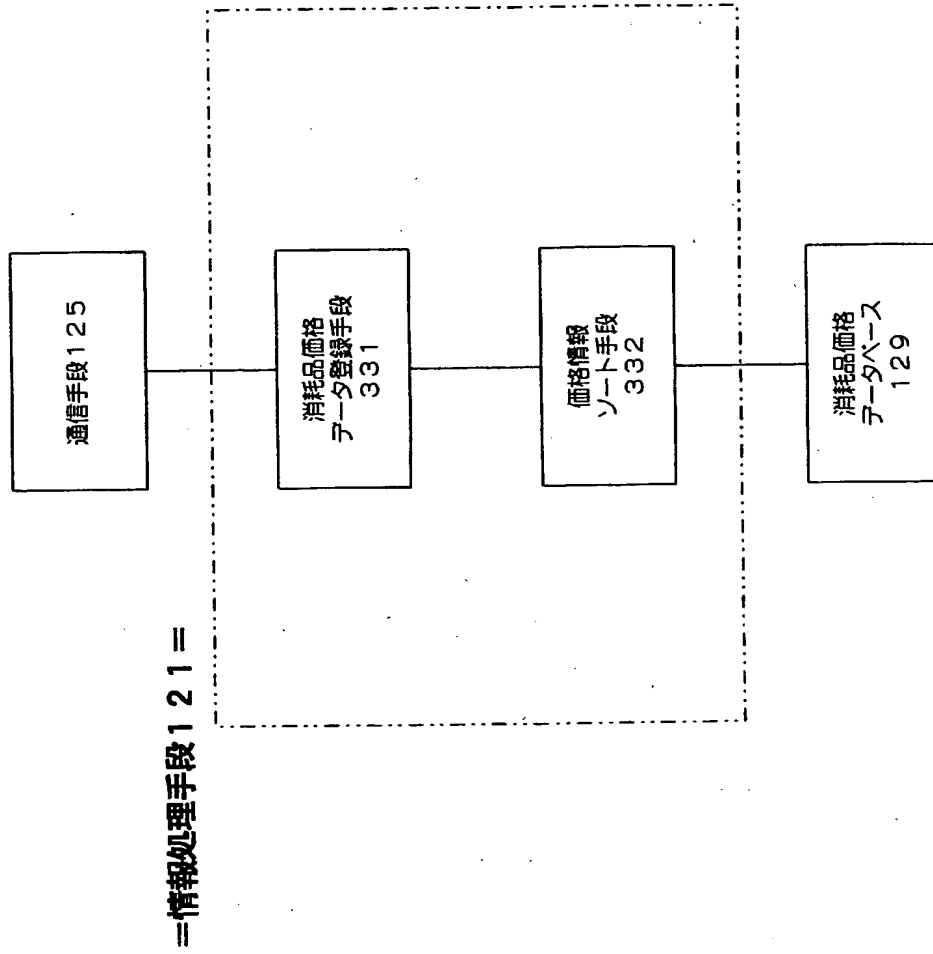 =情報処理手段１２１=
通信手段１２５
消耗品価格
データ登録手段
３３１
価格情報
ソート手段
３３２
消耗品価格
データベース
１２９